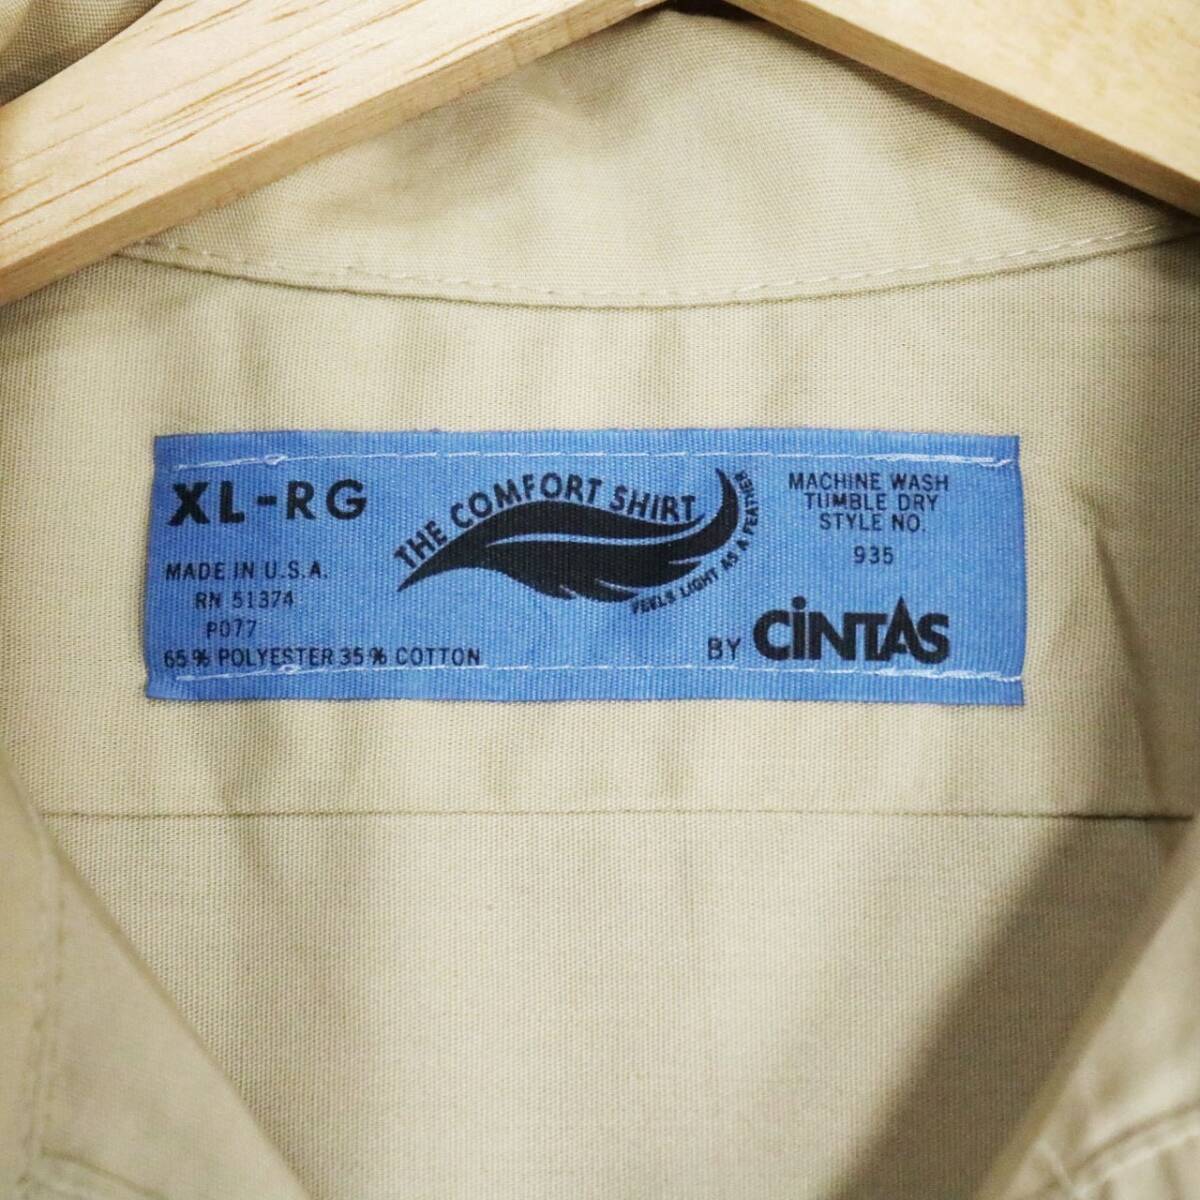 XL-RG
MADE IN U.S.A.
RN 51374
P077
65% POLYESTER 35% COTTON
THE COMFORT SHIRT
FEELS LIGHT AS A FEATHER
MACHINE WASH
TUMBLE DRY
STYLE NO.
935
BY CiNTAS